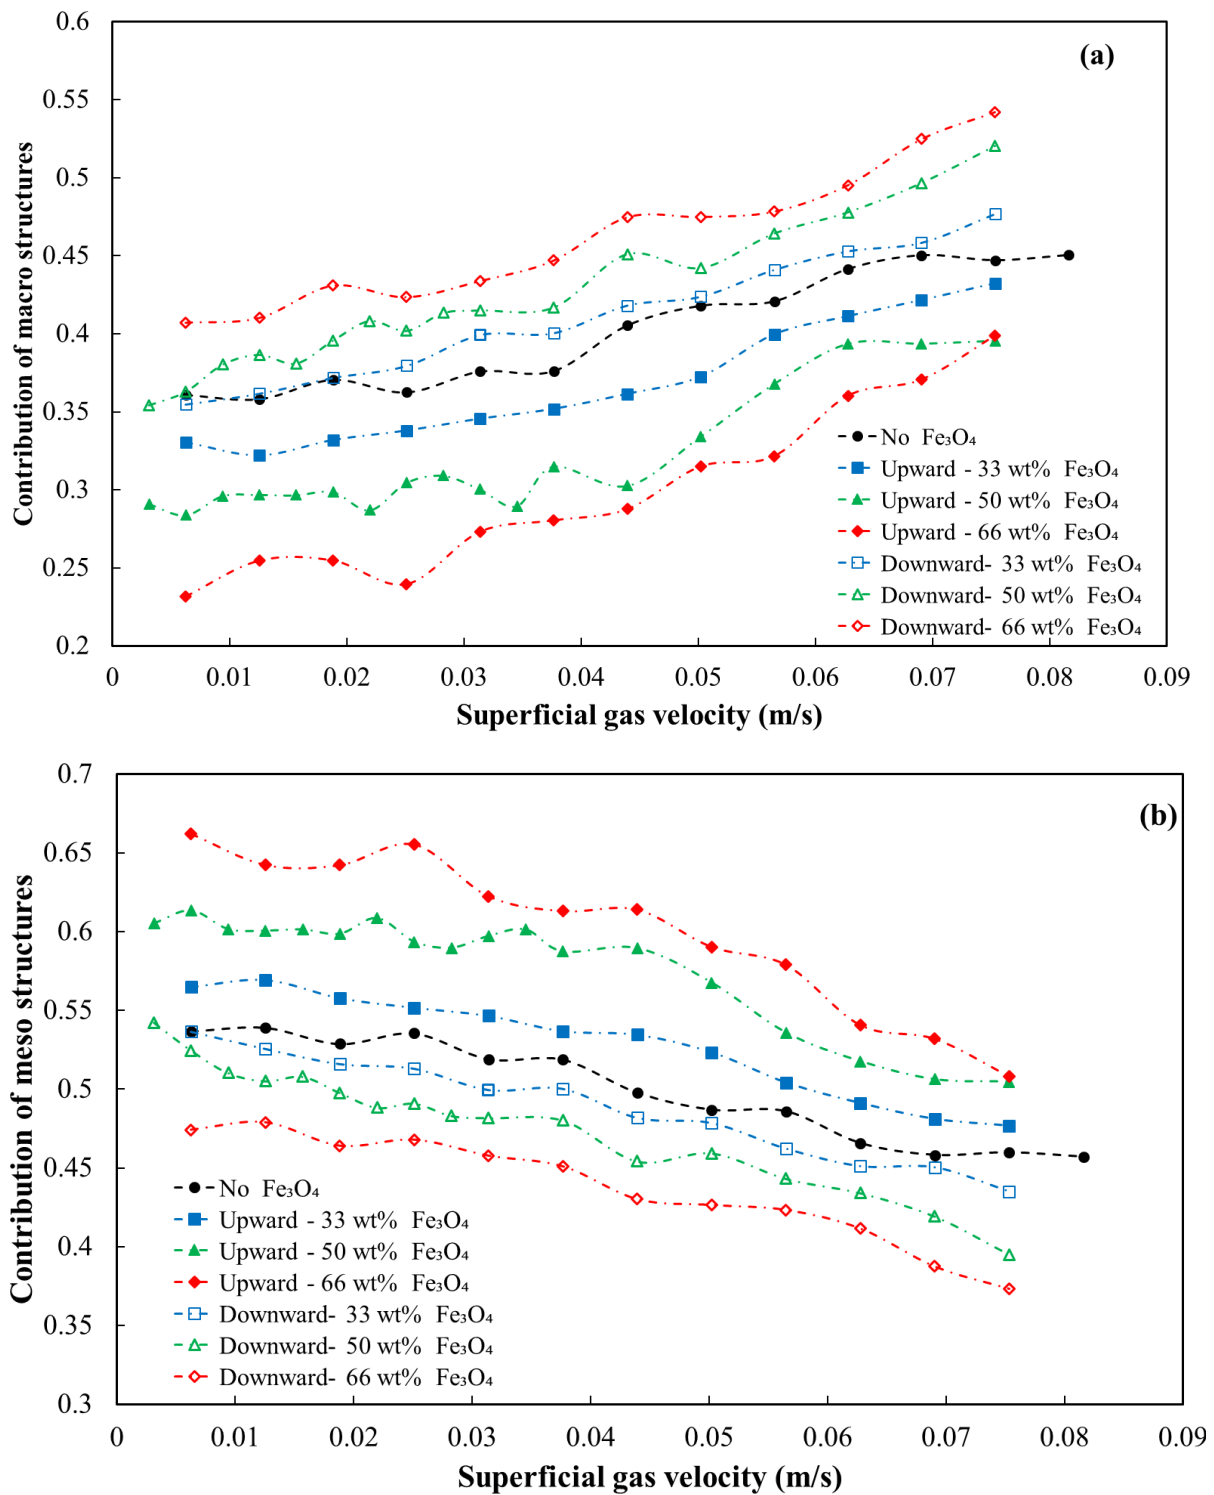 0.6
(a)
0.55
0.5
0.45
0.4
0.35
0.3
0.25
0.2
Contribution of macro structures
No Fe₃O₄
Upward - 33 wt% Fe₃O₄
Upward - 50 wt% Fe₃O₄
Upward - 66 wt% Fe₃O₄
Downward- 33 wt% Fe₃O₄
Downward- 50 wt% Fe₃O₄
Downward- 66 wt% Fe₃O₄
0 0.01 0.02 0.03 0.04 0.05 0.06 0.07 0.08 0.09
Superficial gas velocity (m/s)
0.7
(b)
0.65
0.6
0.55
0.5
0.45
0.4
0.35
0.3
Contribution of meso structures
No Fe₃O₄
Upward - 33 wt% Fe₃O₄
Upward - 50 wt% Fe₃O₄
Upward - 66 wt% Fe₃O₄
Downward- 33 wt% Fe₃O₄
Downward- 50 wt% Fe₃O₄
Downward- 66 wt% Fe₃O₄
0 0.01 0.02 0.03 0.04 0.05 0.06 0.07 0.08 0.09
Superficial gas velocity (m/s)